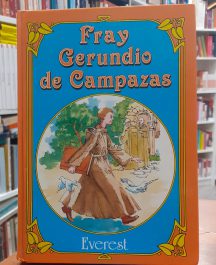 Fray
Gerundio
de Campazas
Everest